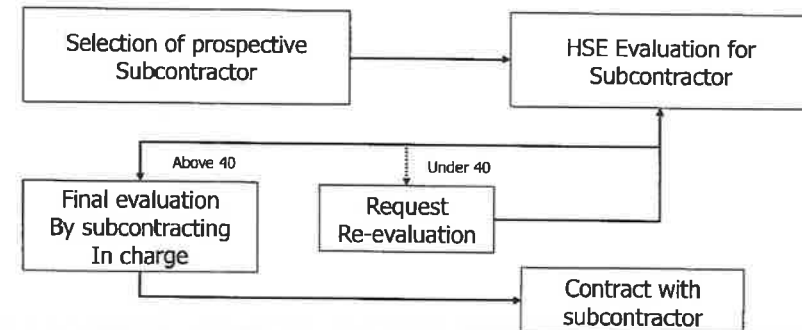 Selection of prospective
Subcontractor
HSE Evaluation for
Subcontractor
Above 40
Under 40
Final evaluation
By subcontracting
In charge
Request
Re-evaluation
Contract with
subcontractor